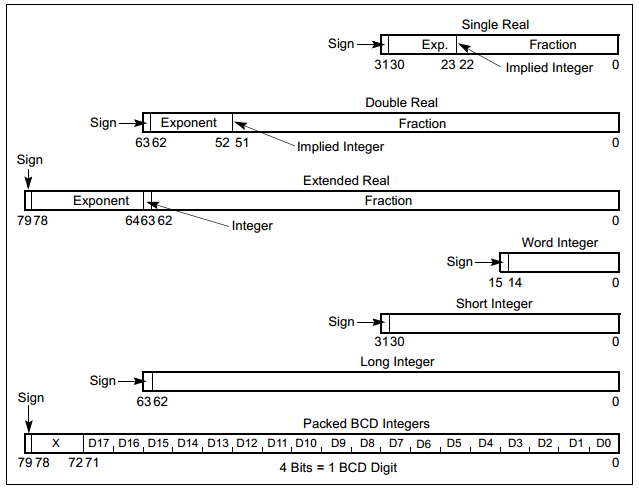 Single Real
Sign Exp. Fraction
31 30 23 22 Implied Integer 0
Double Real
Sign Exponent Fraction
63 62 52 51 Implied Integer 0
Sign
Extended Real
Exponent Fraction
79 78 64 63 62 Integer 0
Word Integer
Sign
15 14 0
Short Integer
Sign
31 30 0
Long Integer
Sign
63 62 0
Sign
Packed BCD Integers
X D17 D16 D15 D14 D13 D12 D11 D10 D9 D8 D7 D6 D5 D4 D3 D2 D1 D0
79 78 72 71 4 Bits = 1 BCD Digit 0